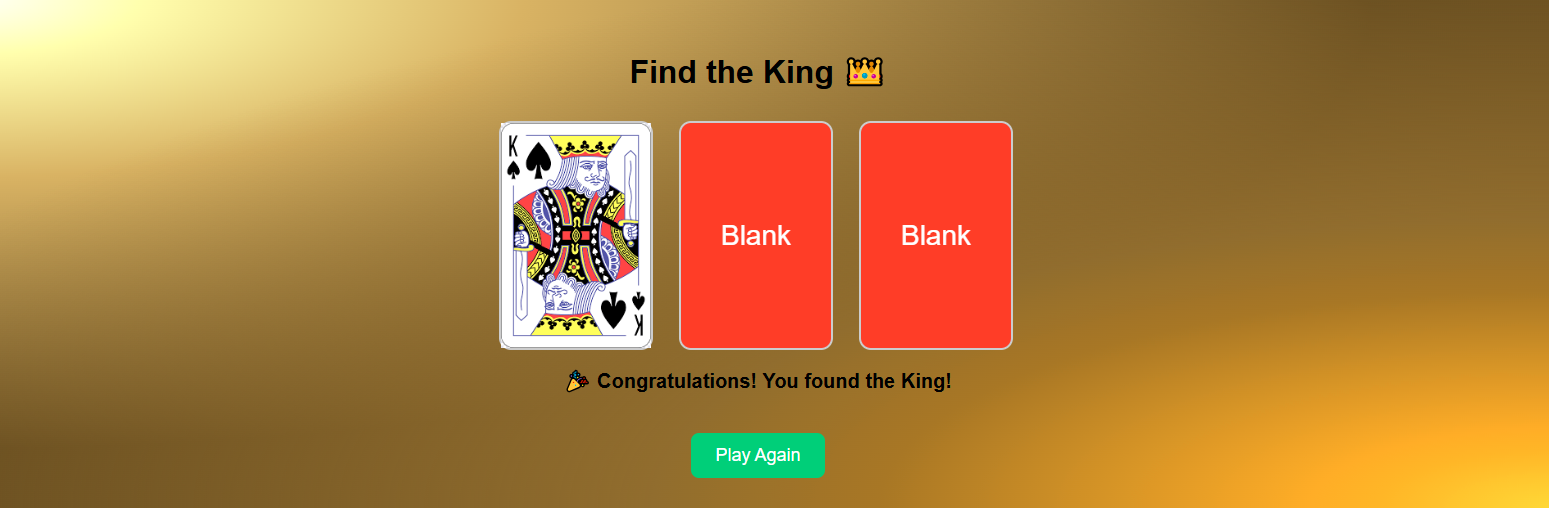 Find the King 👑
K
Blank
Blank
K
🎉 Congratulations! You found the King!
Play Again